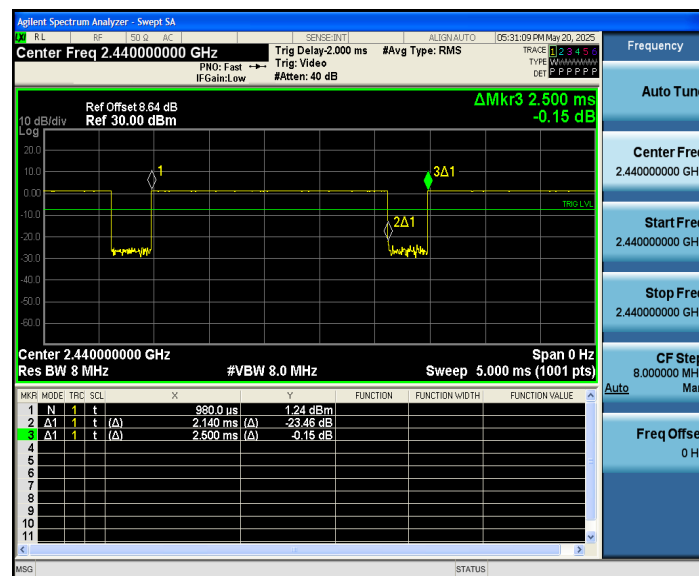 Agilent Spectrum Analyzer - Swept SA
LXI RL RF 50 Ω AC SENSE:INT ALIGNAUTO 05:31:09 PM May 20, 2025
Center Freq 2.440000000 GHz
PNO: Fast
IFGain:Low
Trig Delay-2.000 ms
Trig: Video
#Atten: 40 dB
#Avg Type: RMS
TRACE 1 2 3 4 5 6
TYPE W
DET P P P P P P
ΔMkr3 2.500 ms
-0.15 dB
Ref Offset 8.64 dB
10 dB/div Ref 30.00 dBm
Log
20.0
10.0
0.00
-10.0
-20.0
-30.0
-40.0
-50.0
-60.0
1
3Δ1
TRIG LVL
2Δ1
Center 2.440000000 GHz Span 0 Hz
Res BW 8 MHz #VBW 8.0 MHz Sweep 5.000 ms (1001 pts)
MKR MODE TRC SCL X Y FUNCTION FUNCTION WIDTH FUNCTION VALUE
1 N 1 t 980.0 µs 1.24 dBm
2 Δ1 1 t (Δ) 2.140 ms (Δ) -23.46 dB
3 Δ1 1 t (Δ) 2.500 ms (Δ) -0.15 dB
4
5
6
7
8
9
10
11
MSG STATUS
Frequency
Auto Tun
Center Fre
2.440000000 GH
Start Fre
2.440000000 GH
Stop Fre
2.440000000 GH
CF Step
8.000000 MH
Auto Ma
Freq Offse
0 H